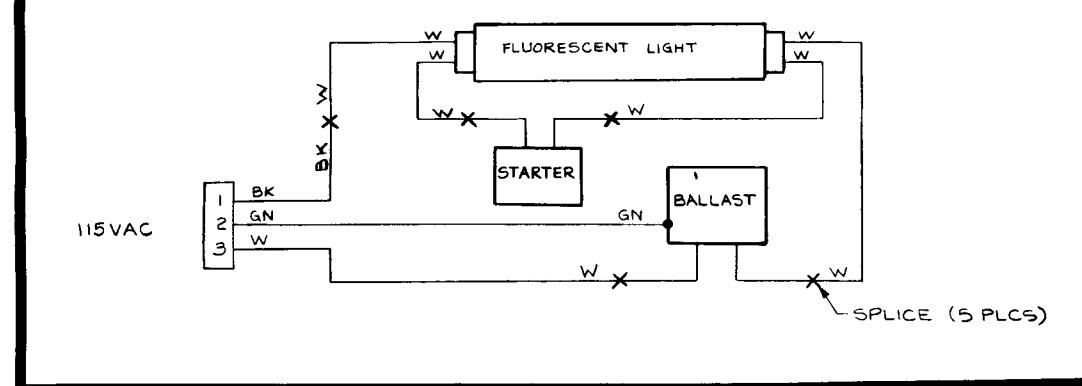 W
W
FLUORESCENT LIGHT
W
W
W
W
W
BK
STARTER
BALLAST
1
BK
2
GN
GN
115VAC
3
W
W
W
SPLICE (5 PLCS)